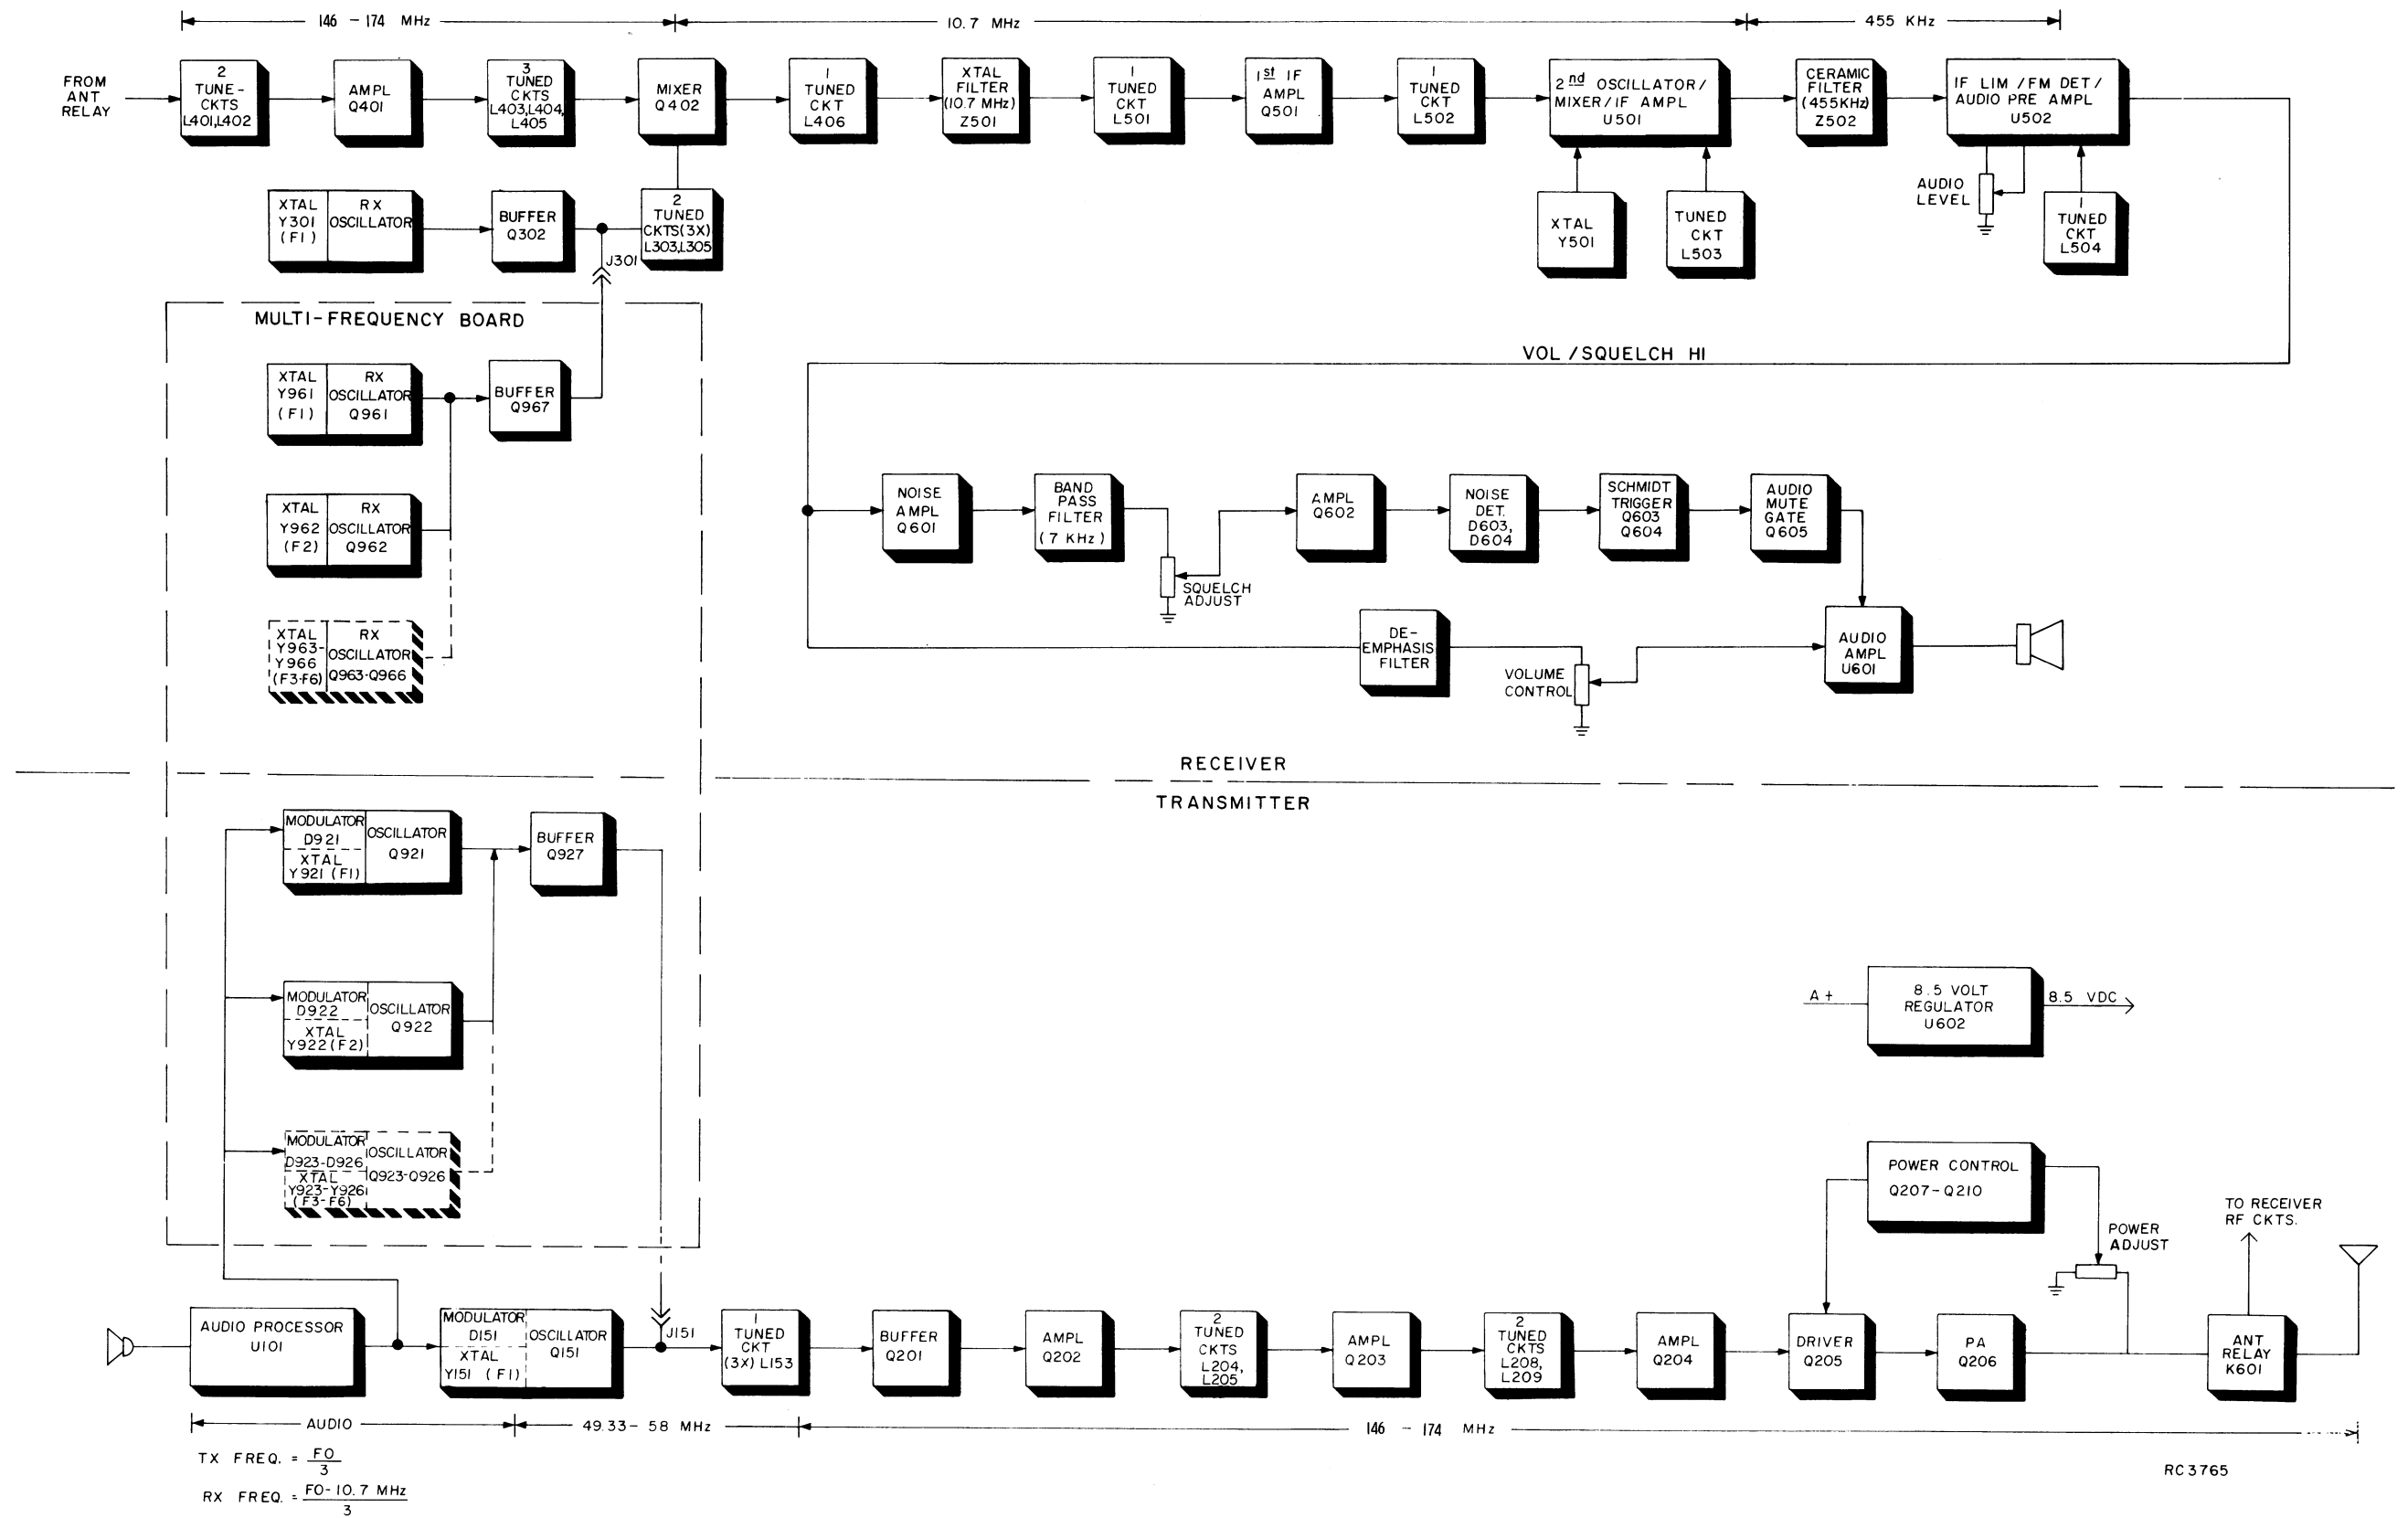 146 - 174 MHz
10.7 MHz
455 KHz
FROM
ANT
RELAY
2
TUNE-
CKTS
L401,L402
AMPL
Q401
3
TUNED
CKTS
L403,L404,
L405
MIXER
Q402
1
TUNED
CKT
L406
XTAL
FILTER
(10.7 MHz)
Z501
1
TUNED
CKT
L501
1st IF
AMPL
Q501
1
TUNED
CKT
L502
2nd OSCILLATOR/
MIXER/IF AMPL
U501
CERAMIC
FILTER
(455KHz)
Z502
IF LIM /FM DET/
AUDIO PRE AMPL
U502
XTAL
Y301
(F1)
RX
OSCILLATOR
BUFFER
Q302
2
TUNED
CKTS(3X)
L303,L305
J301
XTAL
Y501
TUNED
CKT
L503
AUDIO
LEVEL
1
TUNED
CKT
L504
MULTI-FREQUENCY BOARD
VOL /SQUELCH HI
XTAL
Y961
(F1)
RX
OSCILLATOR
Q961
BUFFER
Q967
XTAL
Y962
(F2)
RX
OSCILLATOR
Q962
NOISE
AMPL
Q601
BAND
PASS
FILTER
(7 KHz)
SQUELCH
ADJUST
AMPL
Q602
NOISE
DET.
D603,
D604
SCHMIDT
TRIGGER
Q603
Q604
AUDIO
MUTE
GATE
Q605
XTAL
Y963-
Y966
(F3-F6)
RX
OSCILLATOR
Q963-Q966
DE-
EMPHASIS
FILTER
VOLUME
CONTROL
AUDIO
AMPL
U601
RECEIVER
TRANSMITTER
MODULATOR
D921
XTAL
Y921 (F1)
OSCILLATOR
Q921
BUFFER
Q927
MODULATOR
D922
XTAL
Y922(F2)
OSCILLATOR
Q922
A+
8.5 VOLT
REGULATOR
U602
8.5 VDC
MODULATOR
D923-D926
XTAL
Y923-Y926
(F3-F6)
OSCILLATOR
Q923-Q926
POWER CONTROL
Q207-Q210
POWER
ADJUST
TO RECEIVER
RF CKTS.
AUDIO PROCESSOR
U101
MODULATOR
D151
XTAL
Y151 (F1)
OSCILLATOR
Q151
J151
1
TUNED
CKT
(3X) L153
BUFFER
Q201
AMPL
Q202
2
TUNED
CKTS
L204,
L205
AMPL
Q203
2
TUNED
CKTS
L208,
L209
AMPL
Q204
DRIVER
Q205
PA
Q206
ANT
RELAY
K601
AUDIO
49.33- 58 MHz
146 - 174 MHz
TX FREQ. = FO
3
RX FREQ. = FO-10.7 MHz
3
RC3765